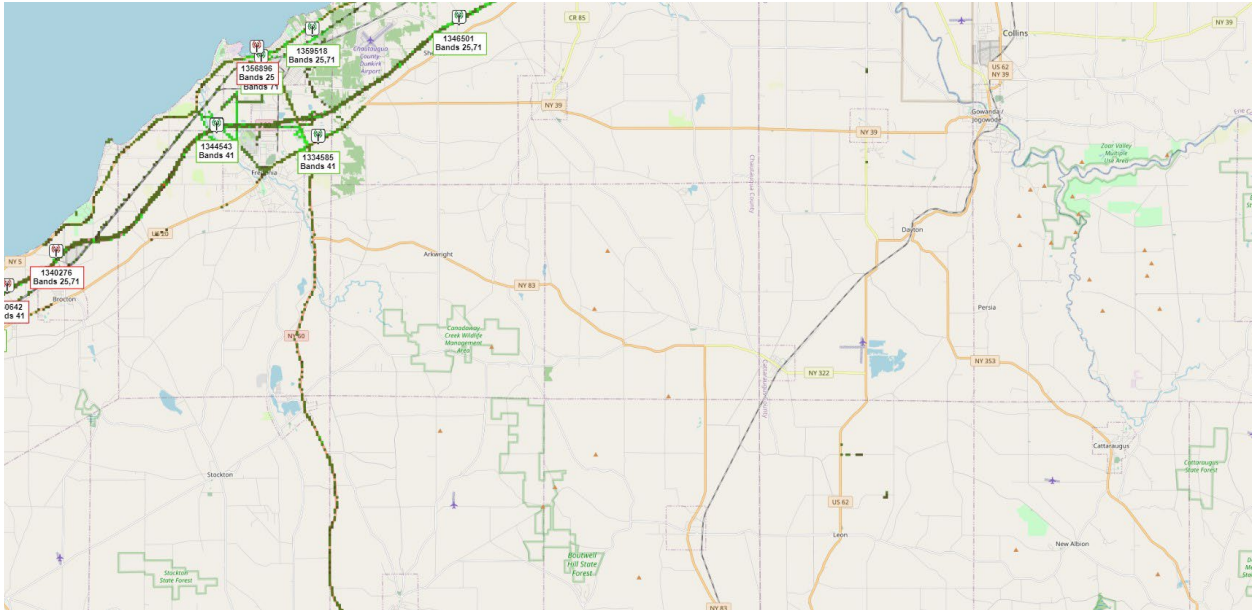 CR 85
NY 39
Collins
1346501
Bands 25,71
1359518
Bands 25,71
Chautauqua
County-
Dunkirk
Airport
She
US 62
NY 39
1356896
Bands 25
Bands 71
NY 39
Gowanda /
Jogowöde
NY 39
1344543
Bands 41
1334585
Bands 41
Zoar Valley
Multiple
Use Area
Chautauqua County
Fredonia
US 20
Dayton
NY 5
Arkwright
1340276
Bands 25,71
NY 83
Brocton
0642
ds 41
Persia
NY 60
Canadaway
Creek Wildlife
Management
Area
NY 353
NY 322
Cattaraugus County
Cattaraugus
Cattaraugus
State Forest
Stockton
US 62
Leon
New Albion
Boutwell
Hill State
Forest
Stockton
State Forest
NY 83